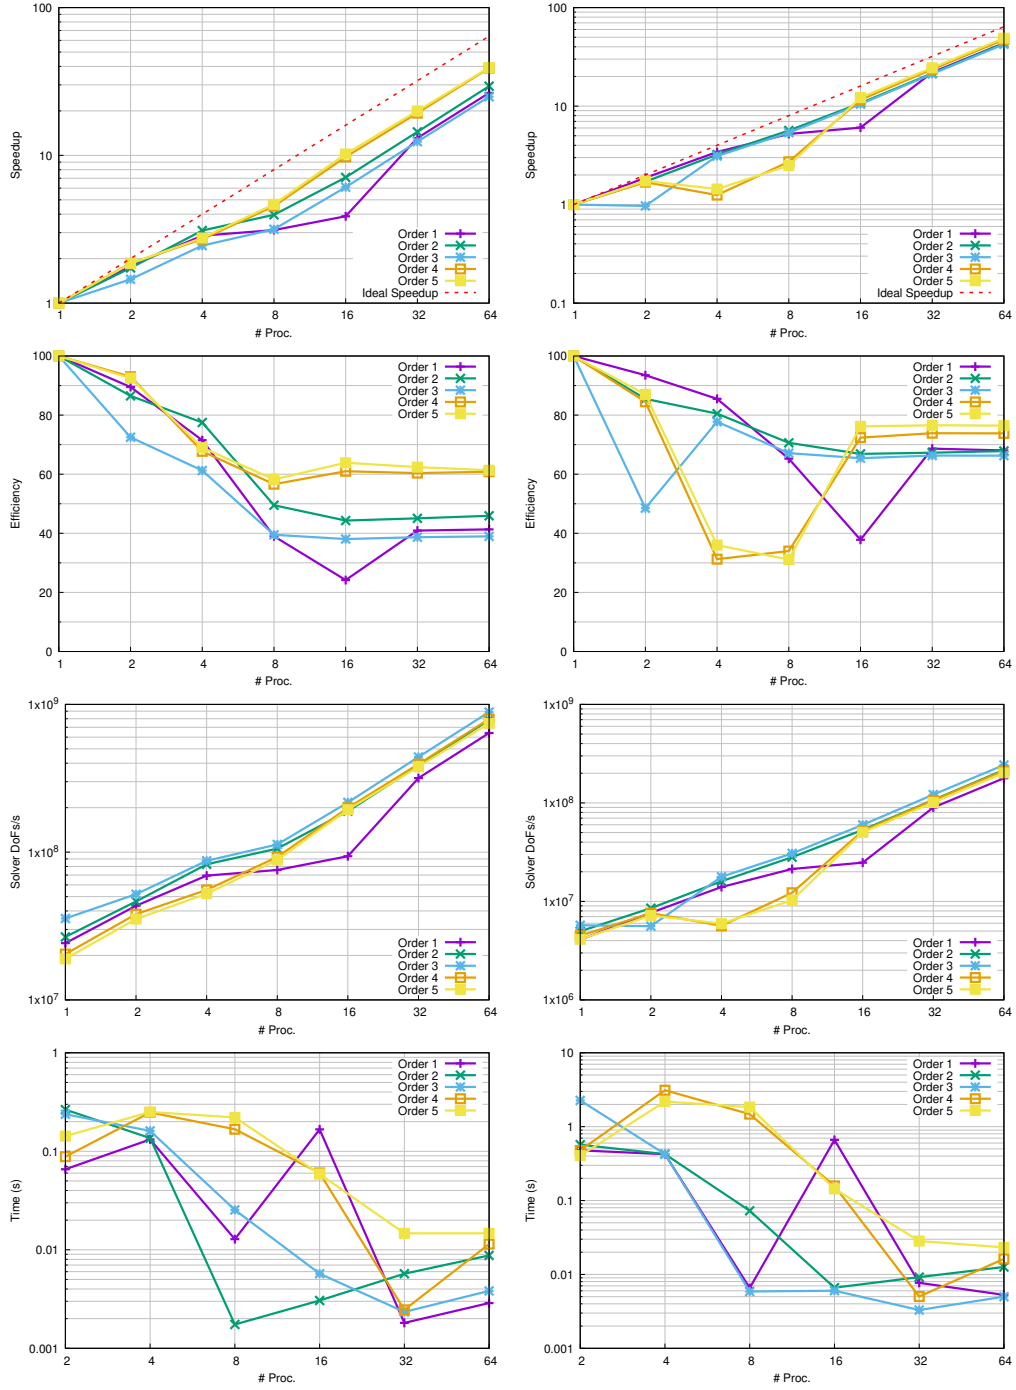 100
10
1
1 2 4 8 16 32 64
Speedup
# Proc.
Order 1
Order 2
Order 3
Order 4
Order 5
Ideal Speedup
100
10
1
0.1
1 2 4 8 16 32 64
Speedup
# Proc.
Order 1
Order 2
Order 3
Order 4
Order 5
Ideal Speedup
100
80
60
40
20
0
1 2 4 8 16 32 64
Efficiency
# Proc.
Order 1
Order 2
Order 3
Order 4
Order 5
100
80
60
40
20
0
1 2 4 8 16 32 64
Efficiency
# Proc.
Order 1
Order 2
Order 3
Order 4
Order 5
1x10⁹
1x10⁸
1x10⁷
1 2 4 8 16 32 64
Solver DoFs/s
# Proc.
Order 1
Order 2
Order 3
Order 4
Order 5
1x10⁹
1x10⁸
1x10⁷
1x10⁶
1 2 4 8 16 32 64
Solver DoFs/s
# Proc.
Order 1
Order 2
Order 3
Order 4
Order 5
1
0.1
0.01
0.001
2 4 8 16 32 64
Time (s)
# Proc.
Order 1
Order 2
Order 3
Order 4
Order 5
10
1
0.1
0.01
0.001
2 4 8 16 32 64
Time (s)
# Proc.
Order 1
Order 2
Order 3
Order 4
Order 5